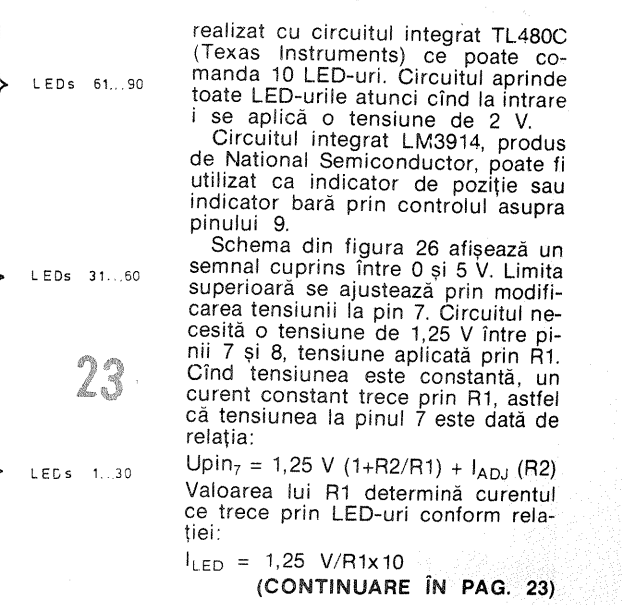 LEDs 61...90
LEDs 31...60
23
LEDs 1...30
realizat cu circuitul integrat TL480C
(Texas Instruments) ce poate co-
manda 10 LED-uri. Circuitul aprinde
toate LED-urile atunci cînd la intrare
i se aplică o tensiune de 2 V.
Circuitul integrat LM3914, produs
de National Semiconductor, poate fi
utilizat ca indicator de poziție sau
indicator bară prin controlul asupra
pinului 9.
Schema din figura 26 afișează un
semnal cuprins între 0 și 5 V. Limita
superioară se ajustează prin modifi-
carea tensiunii la pin 7. Circuitul ne-
cesită o tensiune de 1,25 V între pi-
nii 7 și 8, tensiune aplicată prin R1.
Cînd tensiunea este constantă, un
curent constant trece prin R1, astfel
că tensiunea la pinul 7 este dată de
relația:
Upin₇ = 1,25 V (1+R2/R1) + I_ADJ (R2)
Valoarea lui R1 determină curentul
ce trece prin LED-uri conform rela-
ției:
I_LED = 1,25 V/R1x10
(CONTINUARE ÎN PAG. 23)